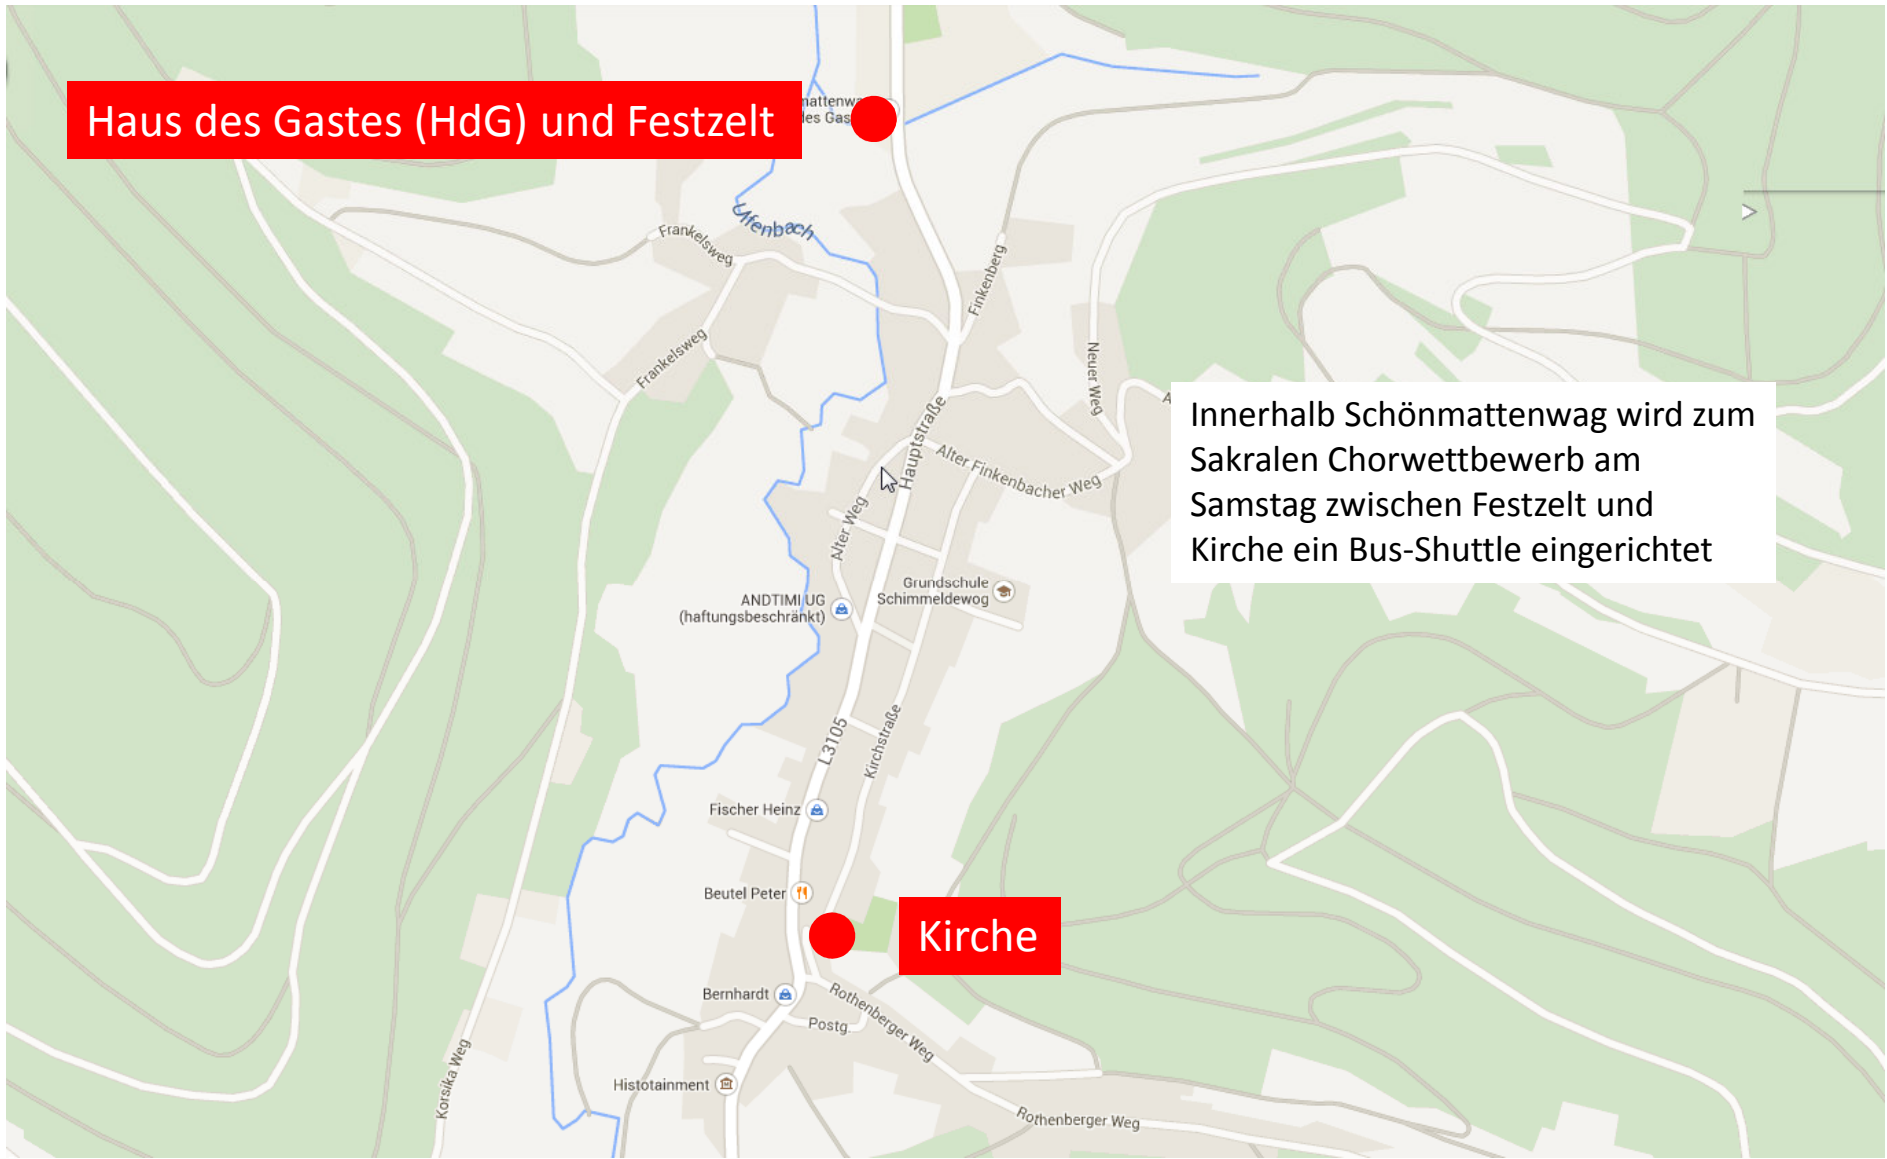 Haus des Gastes (HdG) und Festzelt
Ulfenbach
Frankelsweg
Finkenberg
Frankelsweg
Neuer Weg
Hauptstraße
Innerhalb Schönmattenwag wird zum
Sakralen Chorwettbewerb am
Samstag zwischen Festzelt und
Kirche ein Bus-Shuttle eingerichtet
Alter Finkenbacher Weg
Alter Weg
Grundschule
Schimmeldewog
ANDTIMI UG
(haftungsbeschränkt)
L3105
Kirchstraße
Fischer Heinz
Beutel Peter
Kirche
Bernhardt
Rothenberger Weg
Postg.
Korsika Weg
Histotainment
Rothenberger Weg